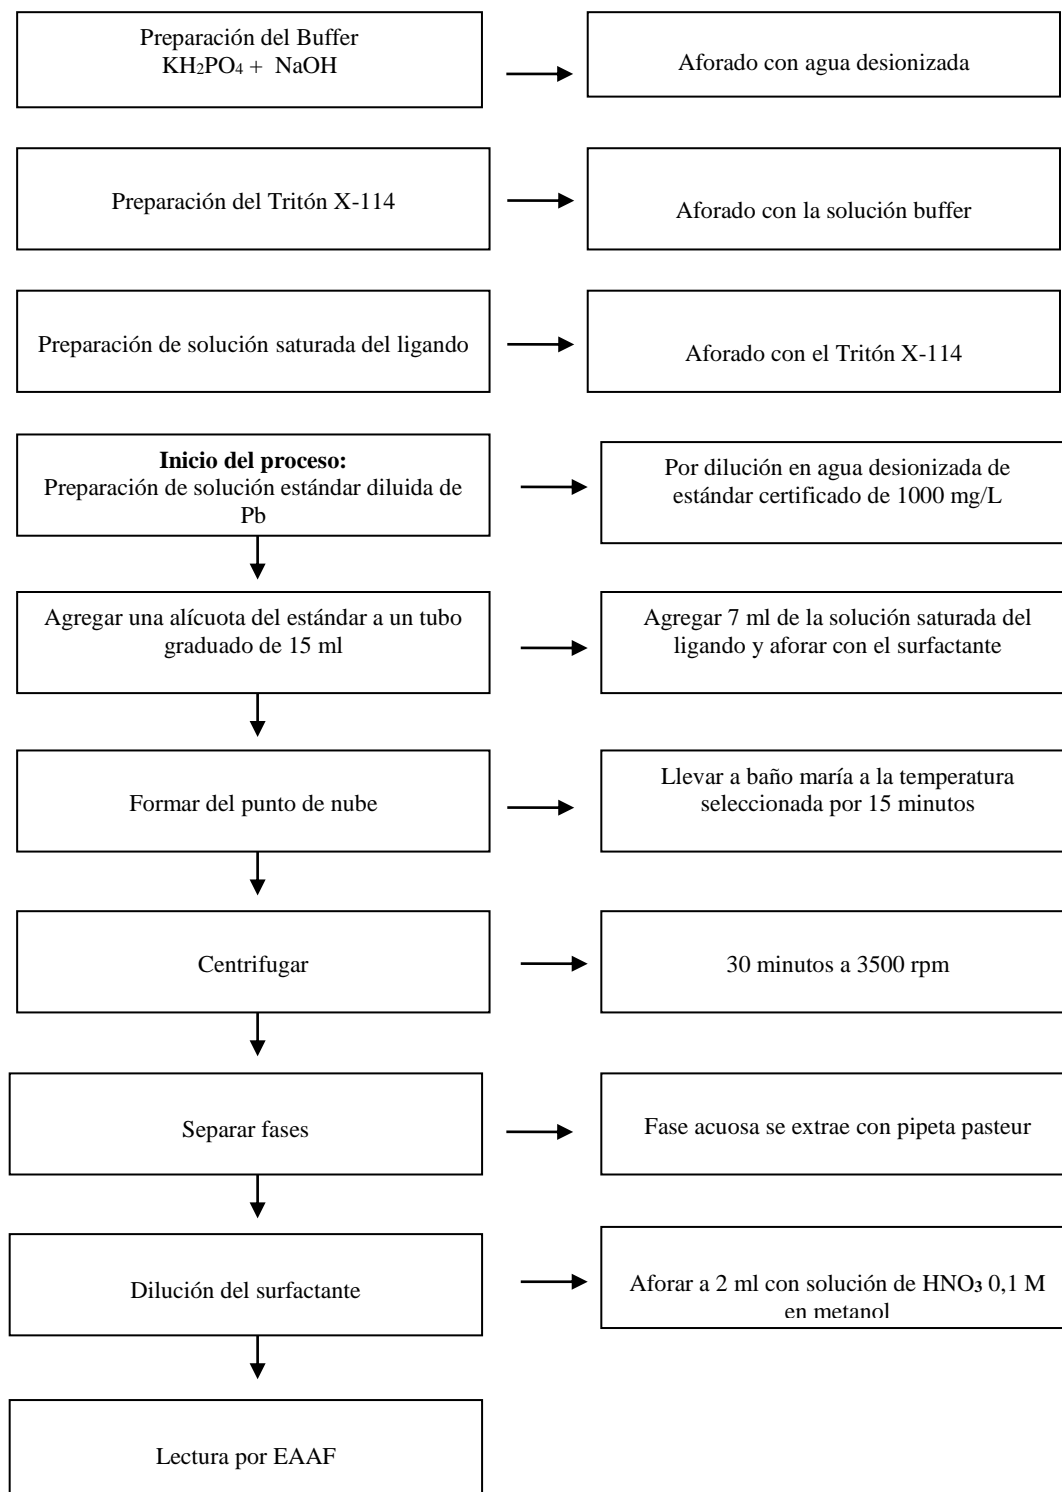 Preparación del Buffer
KH₂PO₄ + NaOH
Aforado con agua desionizada
Preparación del Tritón X-114
Aforado con la solución buffer
Preparación de solución saturada del ligando
Aforado con el Tritón X-114
Inicio del proceso:
Preparación de solución estándar diluida de
Pb
Por dilución en agua desionizada de
estándar certificado de 1000 mg/L
Agregar una alícuota del estándar a un tubo
graduado de 15 ml
Agregar 7 ml de la solución saturada del
ligando y aforar con el surfactante
Formar del punto de nube
Llevar a baño maría a la temperatura
seleccionada por 15 minutos
Centrifugar
30 minutos a 3500 rpm
Separar fases
Fase acuosa se extrae con pipeta pasteur
Dilución del surfactante
Aforar a 2 ml con solución de HNO₃ 0,1 M
en metanol
Lectura por EAAF